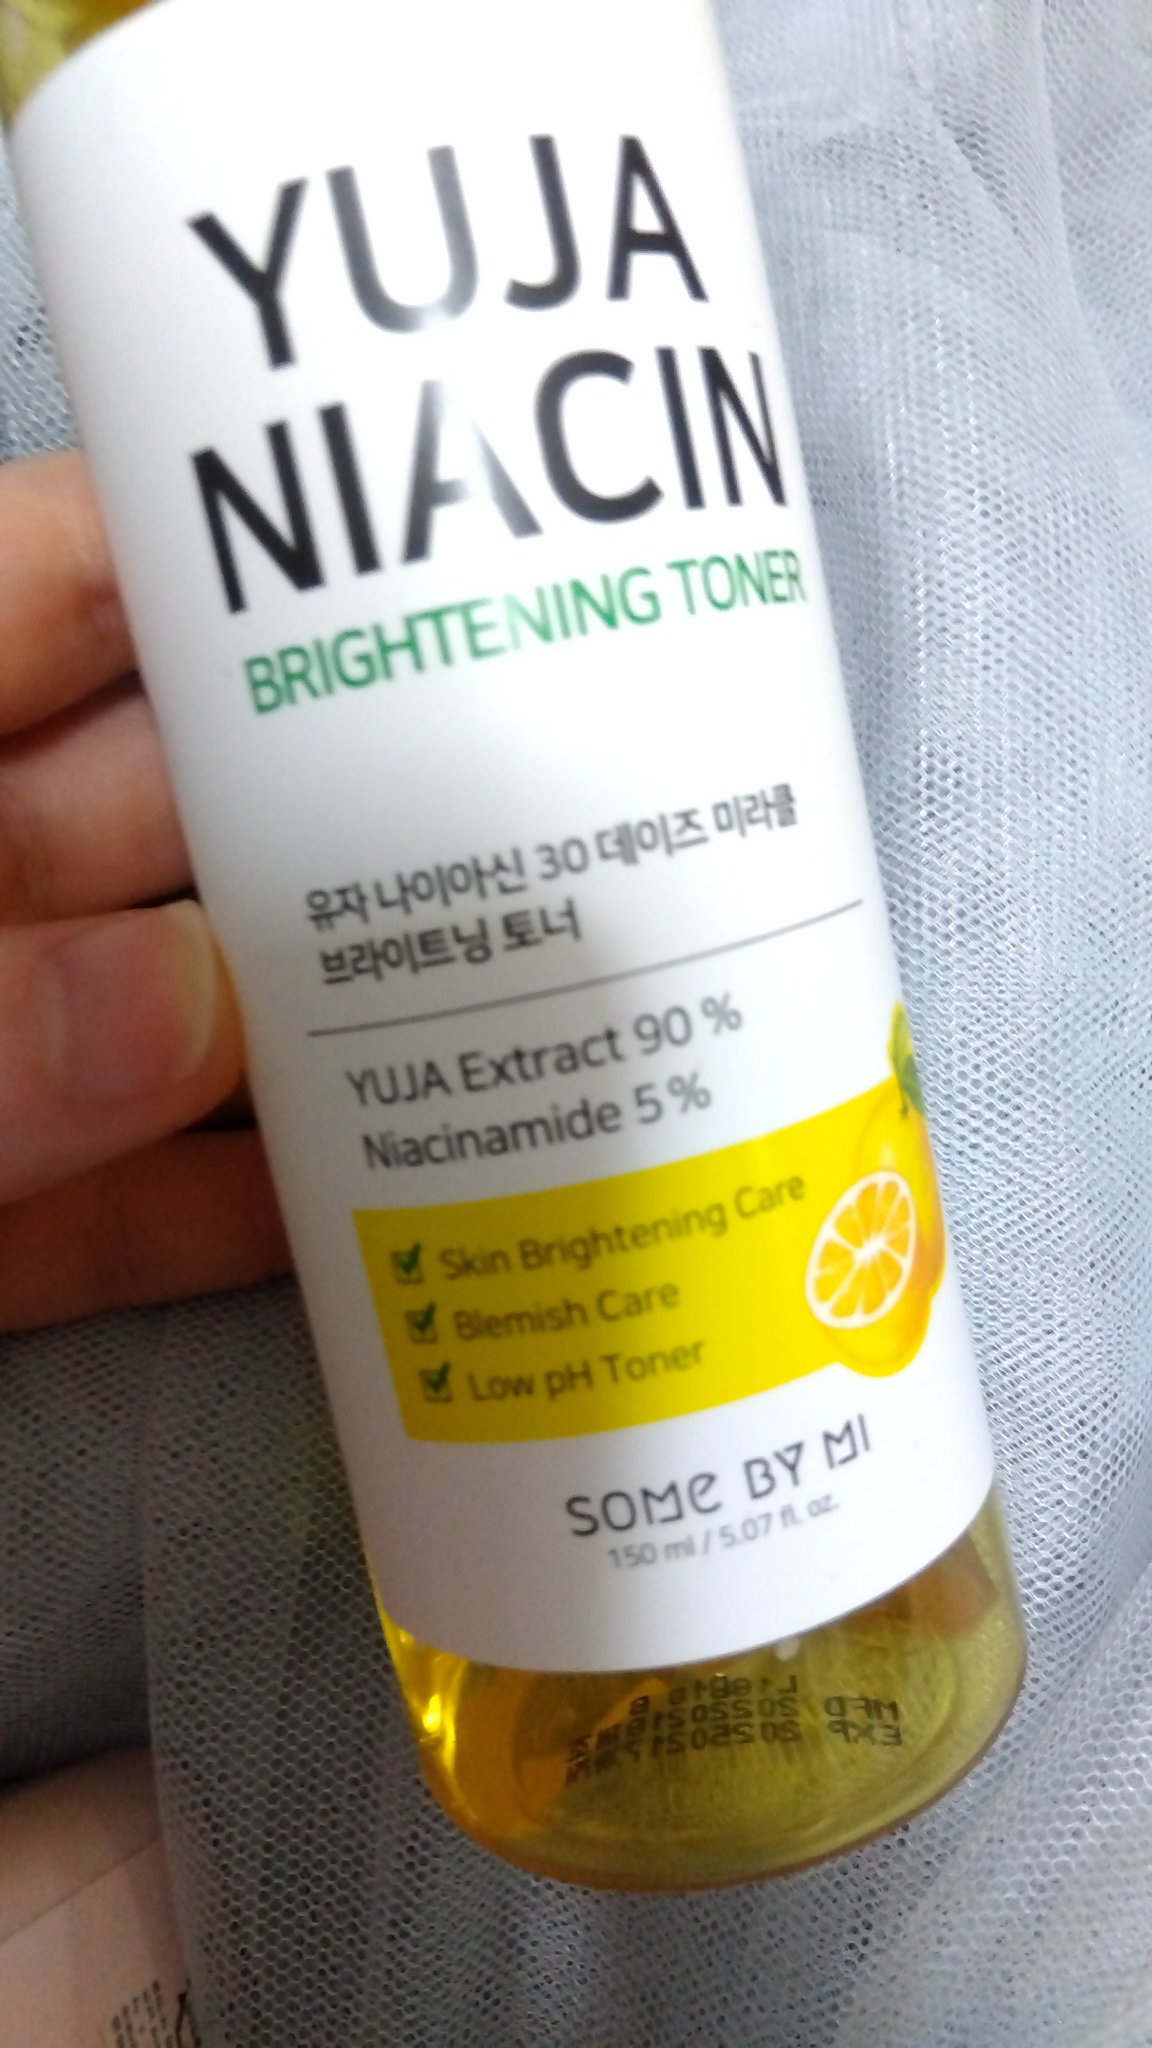 YUJA
NIACIN
BRIGHTENING TONER
유자 나이아신 30 데이즈 미라클
브라이트닝 토너
YUJA Extract 90 %
Niacinamide 5 %
Skin Brightening Care
Blemish Care
Low pH Toner
SOME BY MI
150 ml / 5.07 fl. oz.
MFD
EXP